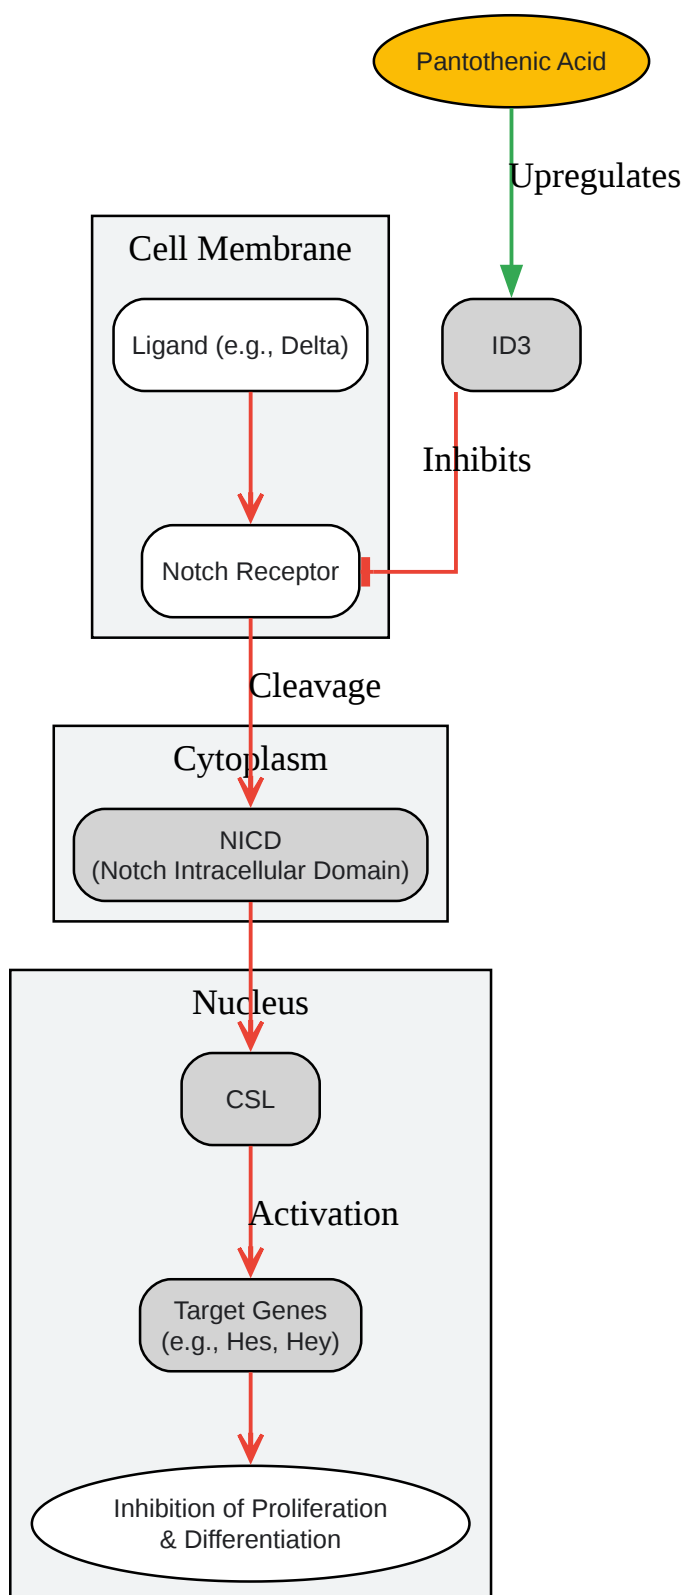 Pantothenic Acid
Upregulates
Cell Membrane
Ligand (e.g., Delta)
ID3
Inhibits
Notch Receptor
Cleavage
Cytoplasm
NICD
(Notch Intracellular Domain)
Nucleus
CSL
Activation
Target Genes
(e.g., Hes, Hey)
Inhibition of Proliferation
& Differentiation